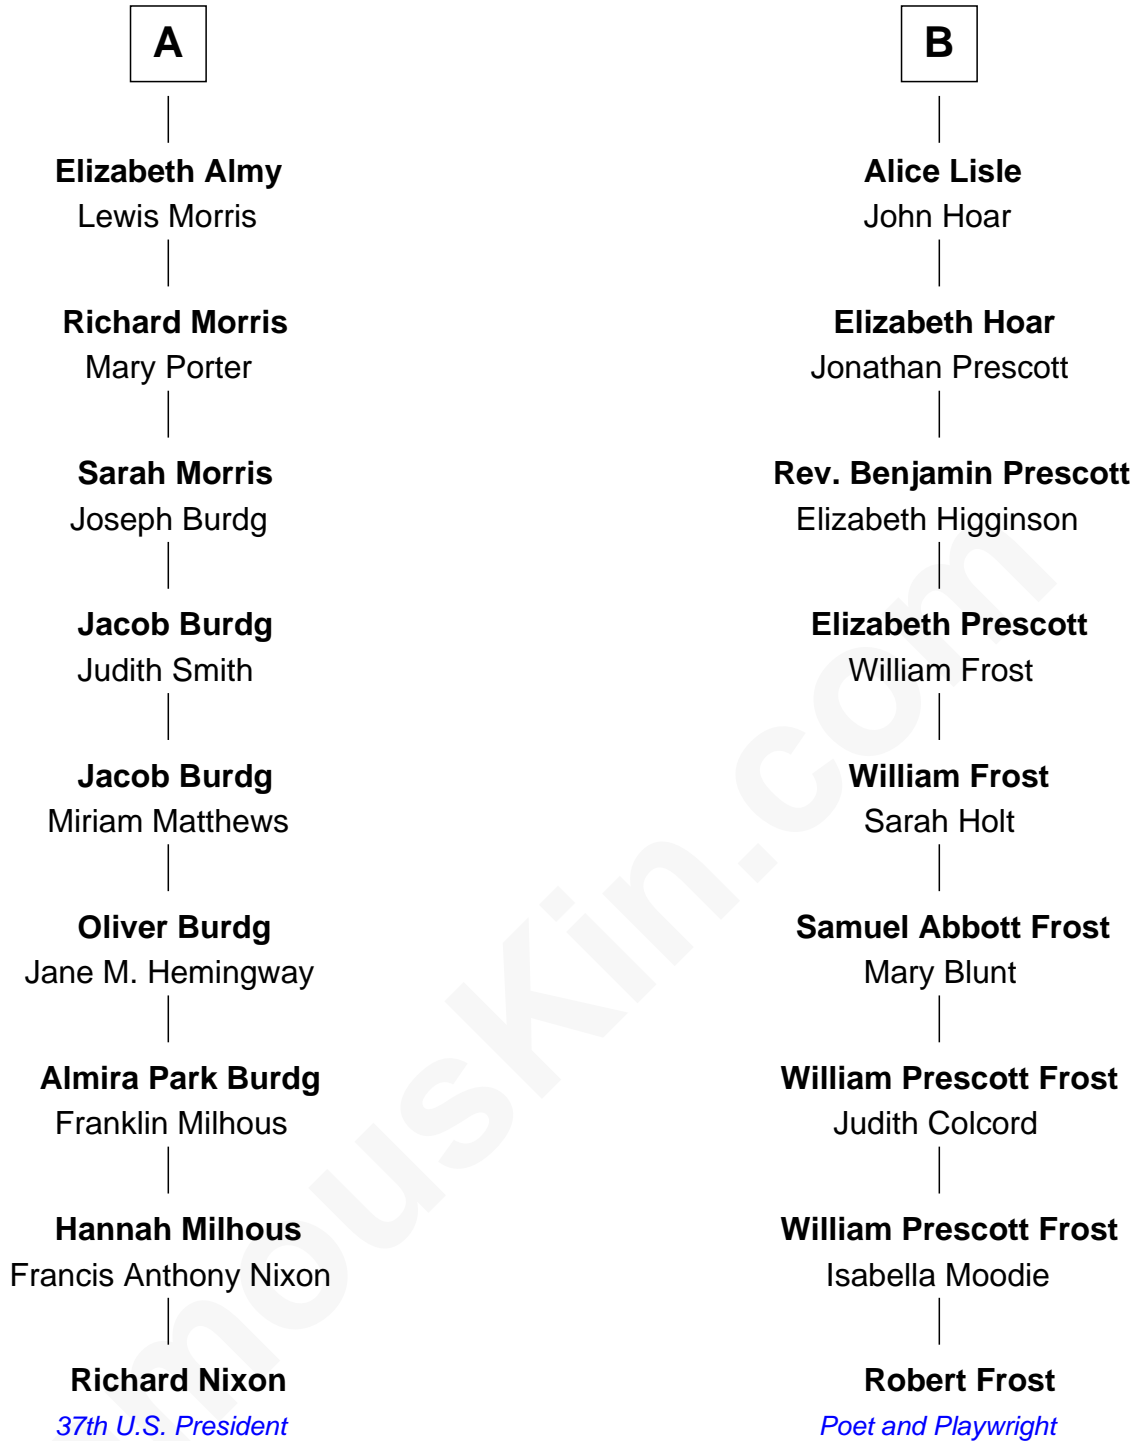 A
Elizabeth Almy
Lewis Morris
Richard Morris
Mary Porter
Sarah Morris
Joseph Burdg
Jacob Burdg
Judith Smith
Jacob Burdg
Miriam Matthews
Oliver Burdg
Jane M. Hemingway
Almira Park Burdg
Franklin Milhous
Hannah Milhous
Francis Anthony Nixon
Richard Nixon
37th U.S. President
B
Alice Lisle
John Hoar
Elizabeth Hoar
Jonathan Prescott
Rev. Benjamin Prescott
Elizabeth Higginson
Elizabeth Prescott
William Frost
William Frost
Sarah Holt
Samuel Abbott Frost
Mary Blunt
William Prescott Frost
Judith Colcord
William Prescott Frost
Isabella Moodie
Robert Frost
Poet and Playwright
mousKin.com